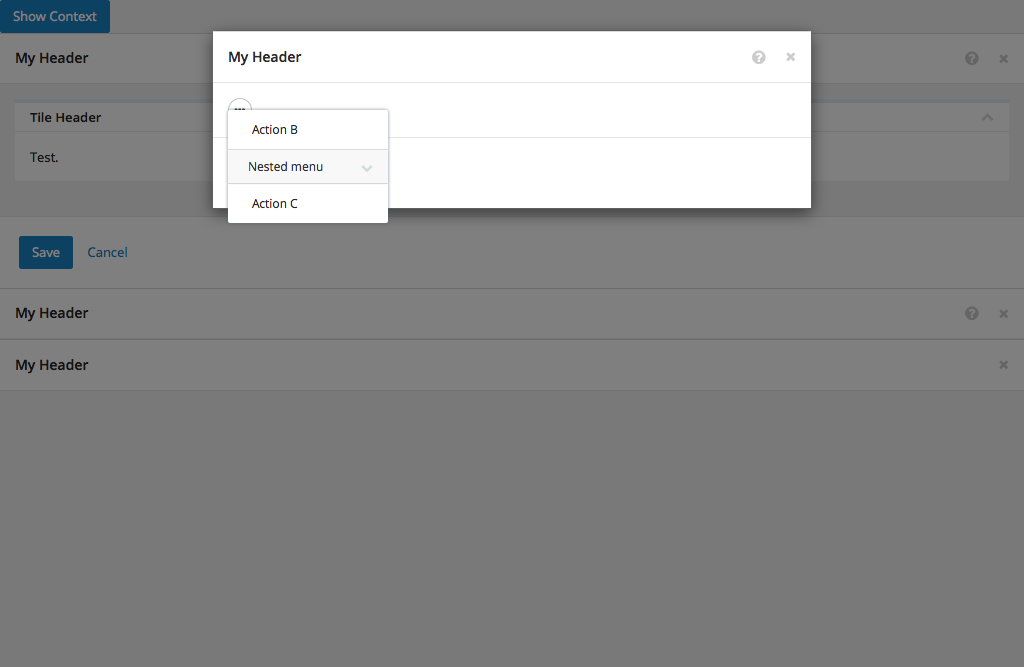 Show Context
My Header
My Header
Tile Header
Test.
Action B
Nested menu
Action C
Save
Cancel
My Header
My Header